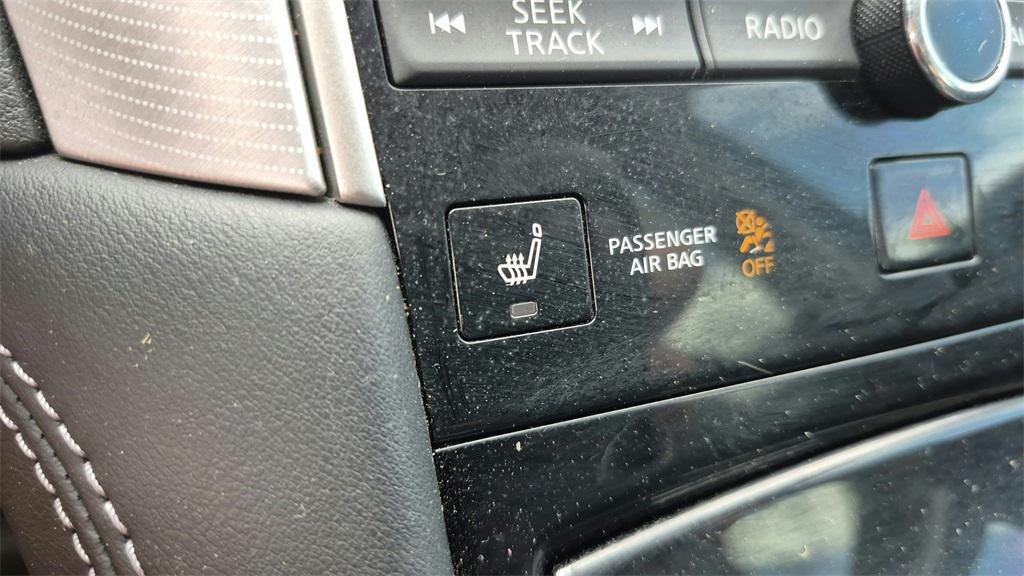 SEEK
TRACK
RADIO
PASSENGER
AIR BAG
OFF